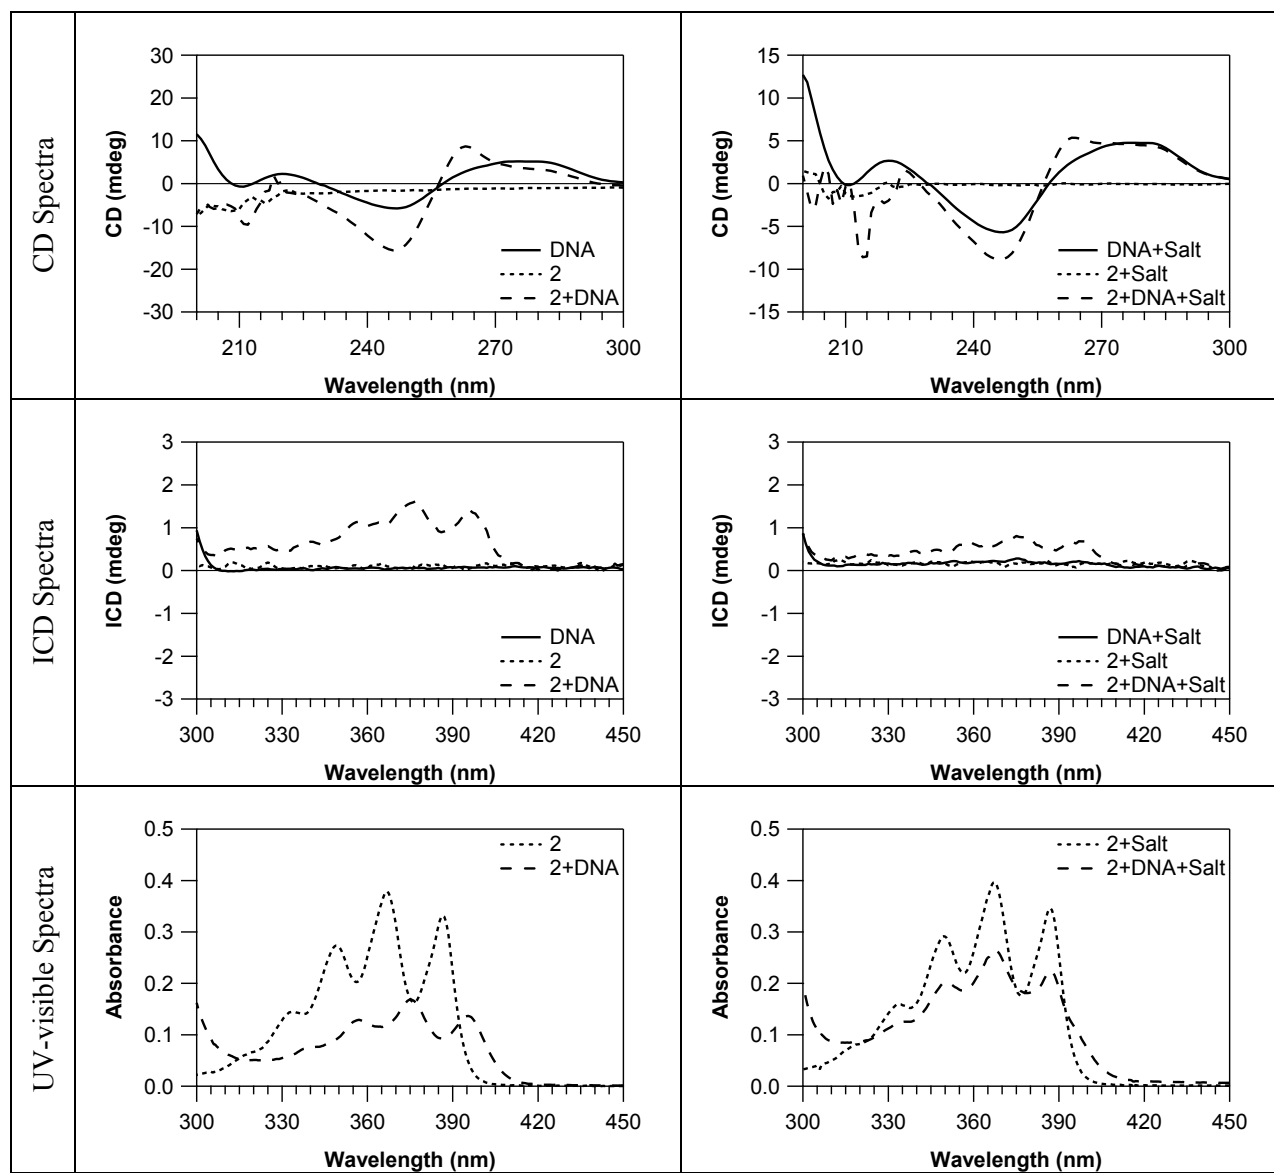 CD Spectra
30
20
10
0
-10
-20
-30
CD (mdeg)
DNA
2
2+DNA
210 240 270 300
Wavelength (nm)
15
10
5
0
-5
-10
-15
CD (mdeg)
DNA+Salt
2+Salt
2+DNA+Salt
210 240 270 300
Wavelength (nm)
ICD Spectra
3
2
1
0
-1
-2
-3
ICD (mdeg)
DNA
2
2+DNA
300 330 360 390 420 450
Wavelength (nm)
3
2
1
0
-1
-2
-3
ICD (mdeg)
DNA+Salt
2+Salt
2+DNA+Salt
300 330 360 390 420 450
Wavelength (nm)
UV-visible Spectra
0.5
0.4
0.3
0.2
0.1
0.0
Absorbance
2
2+DNA
300 330 360 390 420 450
Wavelength (nm)
0.5
0.4
0.3
0.2
0.1
0.0
Absorbance
2+Salt
2+DNA+Salt
300 330 360 390 420 450
Wavelength (nm)